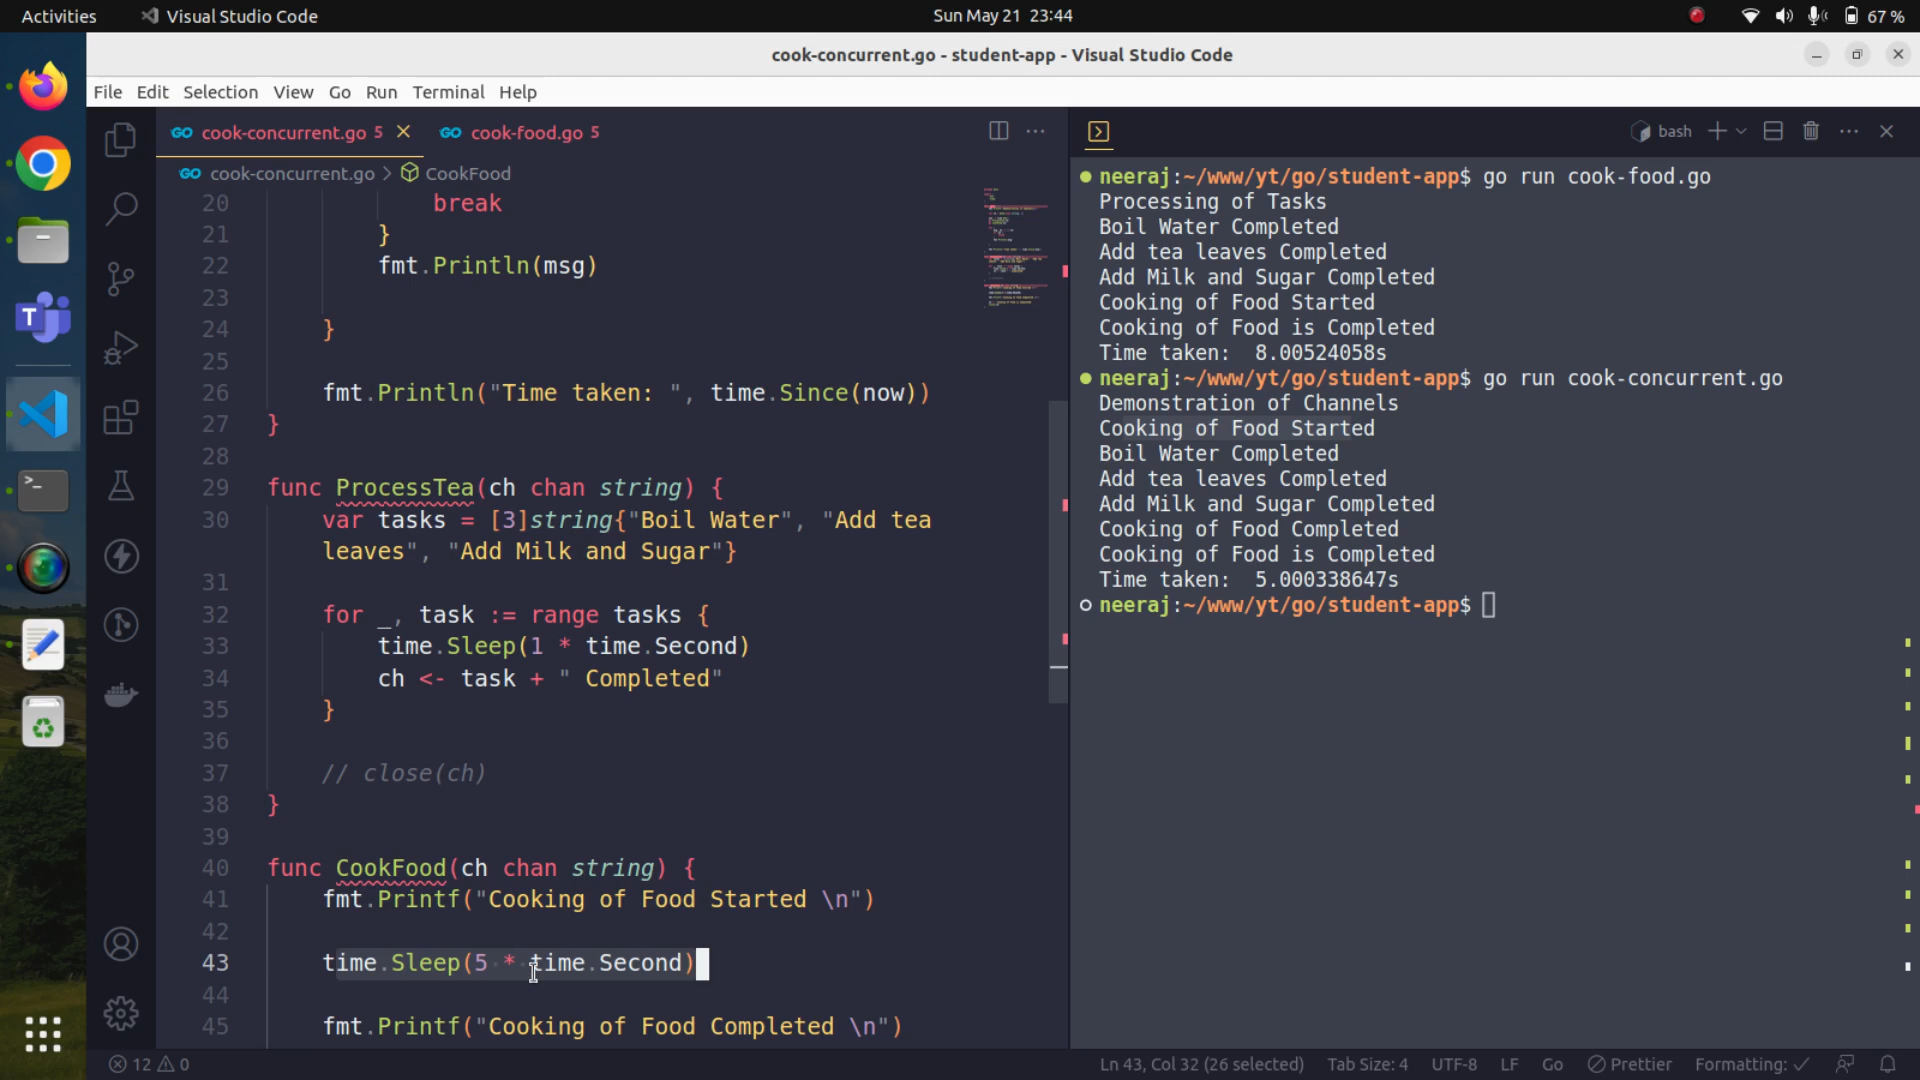 Activities Visual Studio Code Sun May 21 23:44 67 %
cook-concurrent.go - student-app - Visual Studio Code
File Edit Selection View Go Run Terminal Help
GO cook-concurrent.go 5 GO cook-food.go 5
GO cook-concurrent.go > CookFood
20 break
21 }
22 fmt.Println(msg)
23
24 }
25
26 fmt.Println("Time taken: ", time.Since(now))
27 }
28
29 func ProcessTea(ch chan string) {
30 var tasks = [3]string{"Boil Water", "Add tea
leaves", "Add Milk and Sugar"}
31
32 for _, task := range tasks {
33 time.Sleep(1 * time.Second)
34 ch <- task + " Completed"
35 }
36
37 // close(ch)
38 }
39
40 func CookFood(ch chan string) {
41 fmt.Printf("Cooking of Food Started \n")
42
43 time.Sleep(5 * time.Second)
44
45 fmt.Printf("Cooking of Food Completed \n")
bash
neeraj:~/www/yt/go/student-app$ go run cook-food.go
Processing of Tasks
Boil Water Completed
Add tea leaves Completed
Add Milk and Sugar Completed
Cooking of Food Started
Cooking of Food is Completed
Time taken:  8.00524058s
neeraj:~/www/yt/go/student-app$ go run cook-concurrent.go
Demonstration of Channels
Cooking of Food Started
Boil Water Completed
Add tea leaves Completed
Add Milk and Sugar Completed
Cooking of Food Completed
Cooking of Food is Completed
Time taken:  5.000338647s
neeraj:~/www/yt/go/student-app$
12 0 Ln 43, Col 32 (26 selected) Tab Size: 4 UTF-8 LF Go Prettier Formatting: ✓